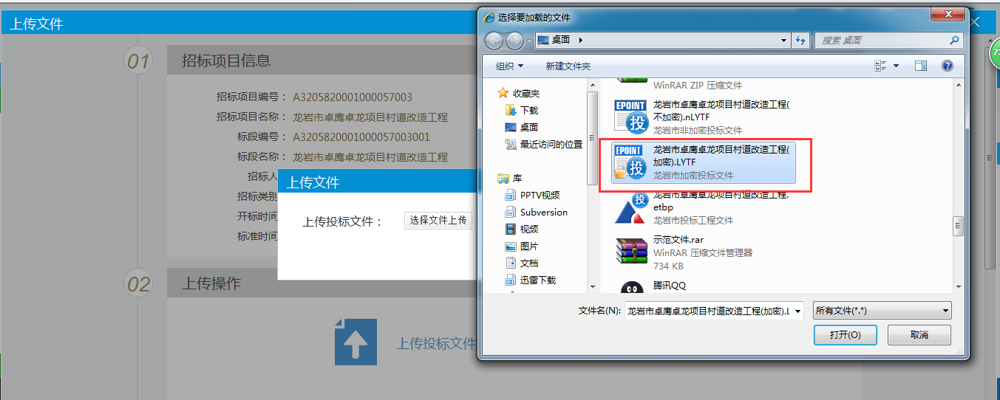 上传文件
01
招标项目信息
招标项目编号： A3205820001000057003
招标项目名称： 龙岩市卓鹰卓龙项目村道改造工程
标段编号： A3205820001000057003001
标段名称： 龙岩市卓鹰卓龙项目村道改造工程
招标人
招标类别
开标时间
标准时间
上传文件
上传投标文件：
选择文件上传
02
上传操作
上传投标文件
选择要加载的文件
桌面
搜索 桌面
组织
新建文件夹
收藏夹
下载
桌面
最近访问的位置
库
PPTV视频
Subversion
视频
图片
文档
迅雷下载
WinRAR ZIP 压缩文件
EPOINT
投
龙岩市卓鹰卓龙项目村道改造工程(
不加密).nLYTF
龙岩市非加密投标文件
EPOINT
投
龙岩市卓鹰卓龙项目村道改造工程(
加密).LYTF
龙岩市加密投标文件
投
龙岩市卓鹰卓龙项目村道改造工程.
etbp
龙岩市投标工程文件
示范文件.rar
WinRAR 压缩文件管理器
734 KB
腾讯QQ
文件名(N):
龙岩市卓鹰卓龙项目村道改造工程(加密).L
所有文件(*.*)
打开(O)
取消